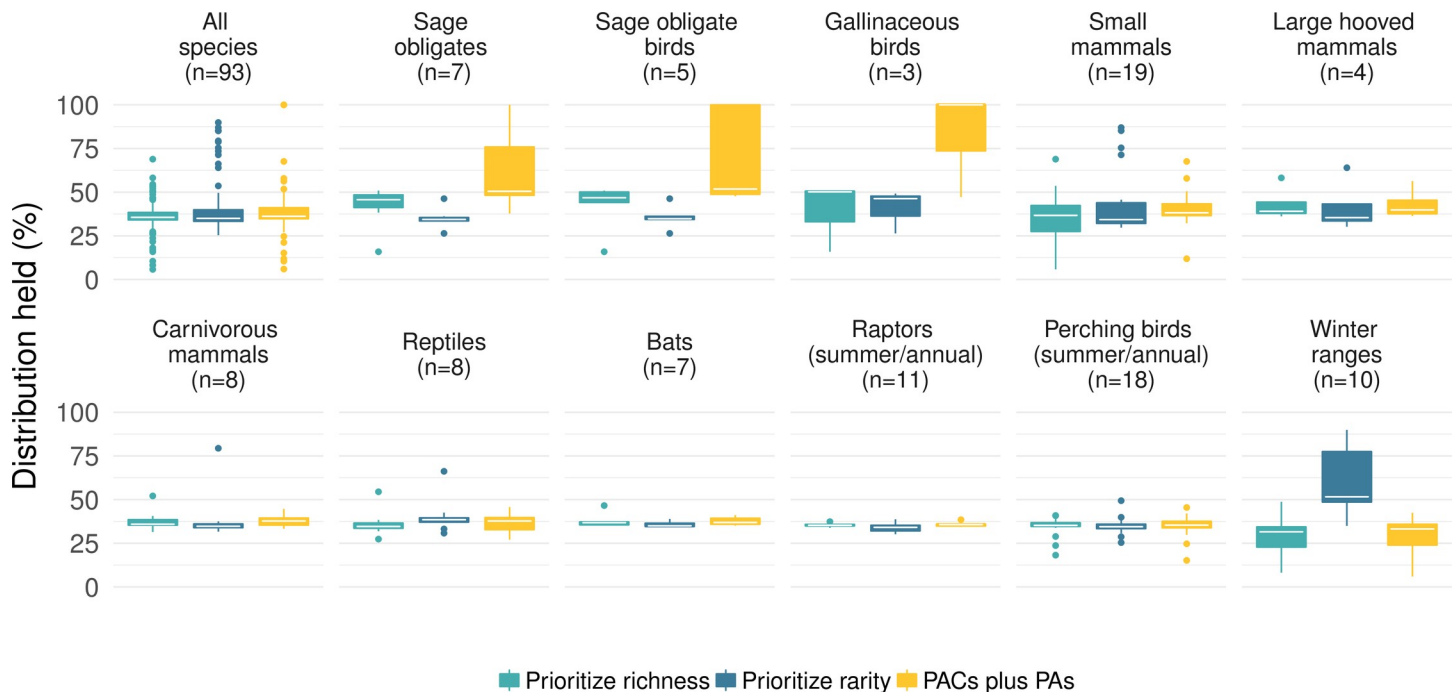 All
species
(n=93)
Sage
obligates
(n=7)
Sage obligate
birds
(n=5)
Gallinaceous
birds
(n=3)
Small
mammals
(n=19)
Large hooved
mammals
(n=4)
100
75
50
25
0
Distribution held (%)
Carnivorous
mammals
(n=8)
Reptiles
(n=8)
Bats
(n=7)
Raptors
(summer/annual)
(n=11)
Perching birds
(summer/annual)
(n=18)
Winter
ranges
(n=10)
100
75
50
25
0
Prioritize richness Prioritize rarity PACs plus PAs